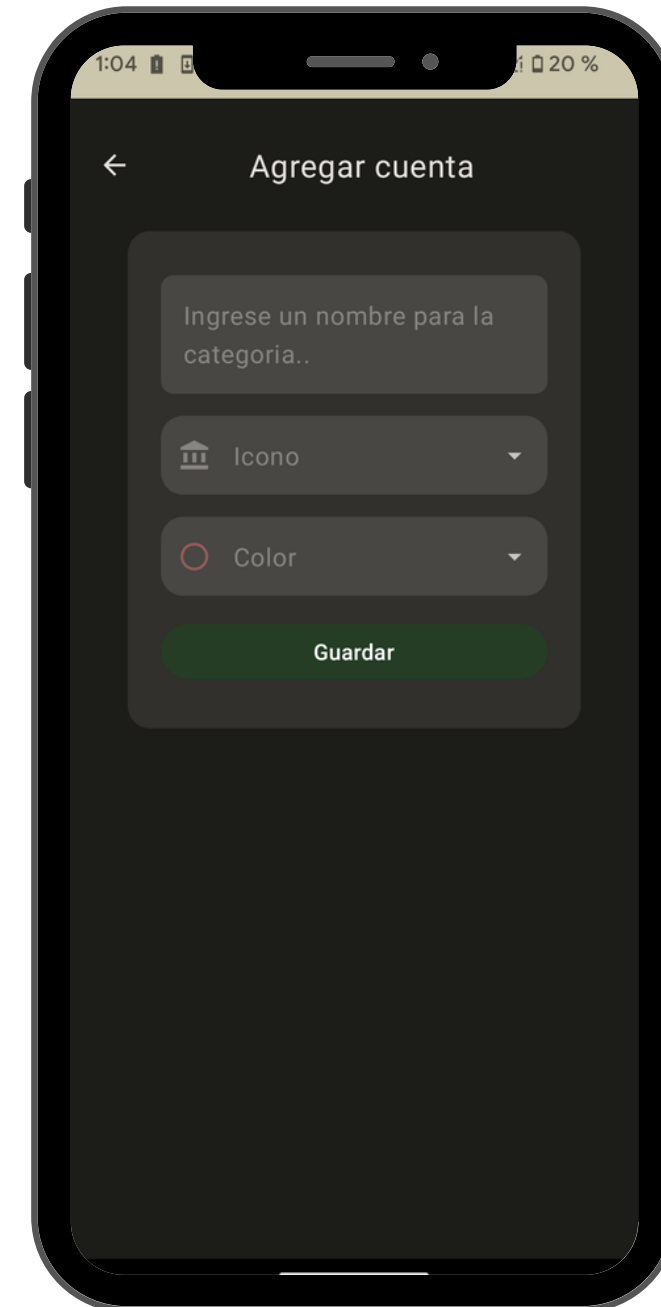 1:04 20 %
Agregar cuenta
Ingrese un nombre para la
categoria..
Icono
Color
Guardar